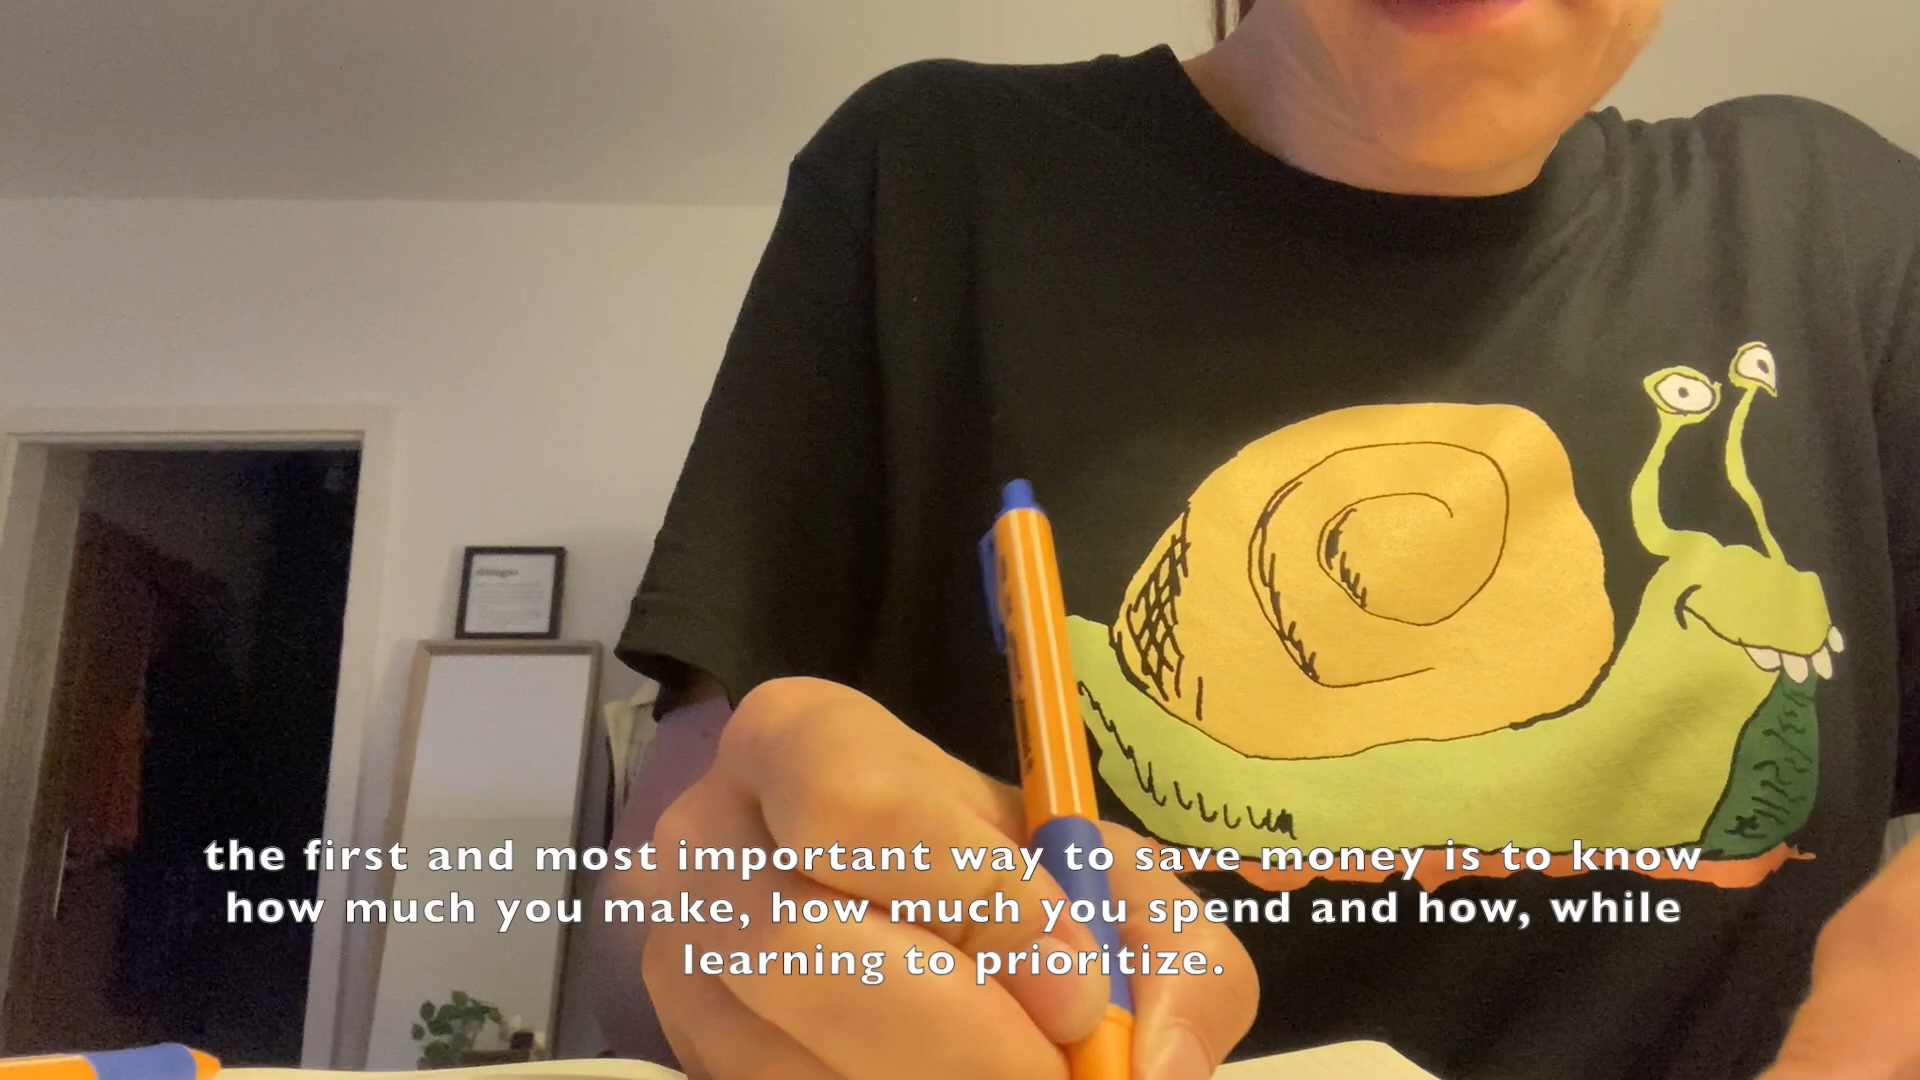 the first and most important way to save money is to know
how much you make, how much you spend and how, while
learning to prioritize.